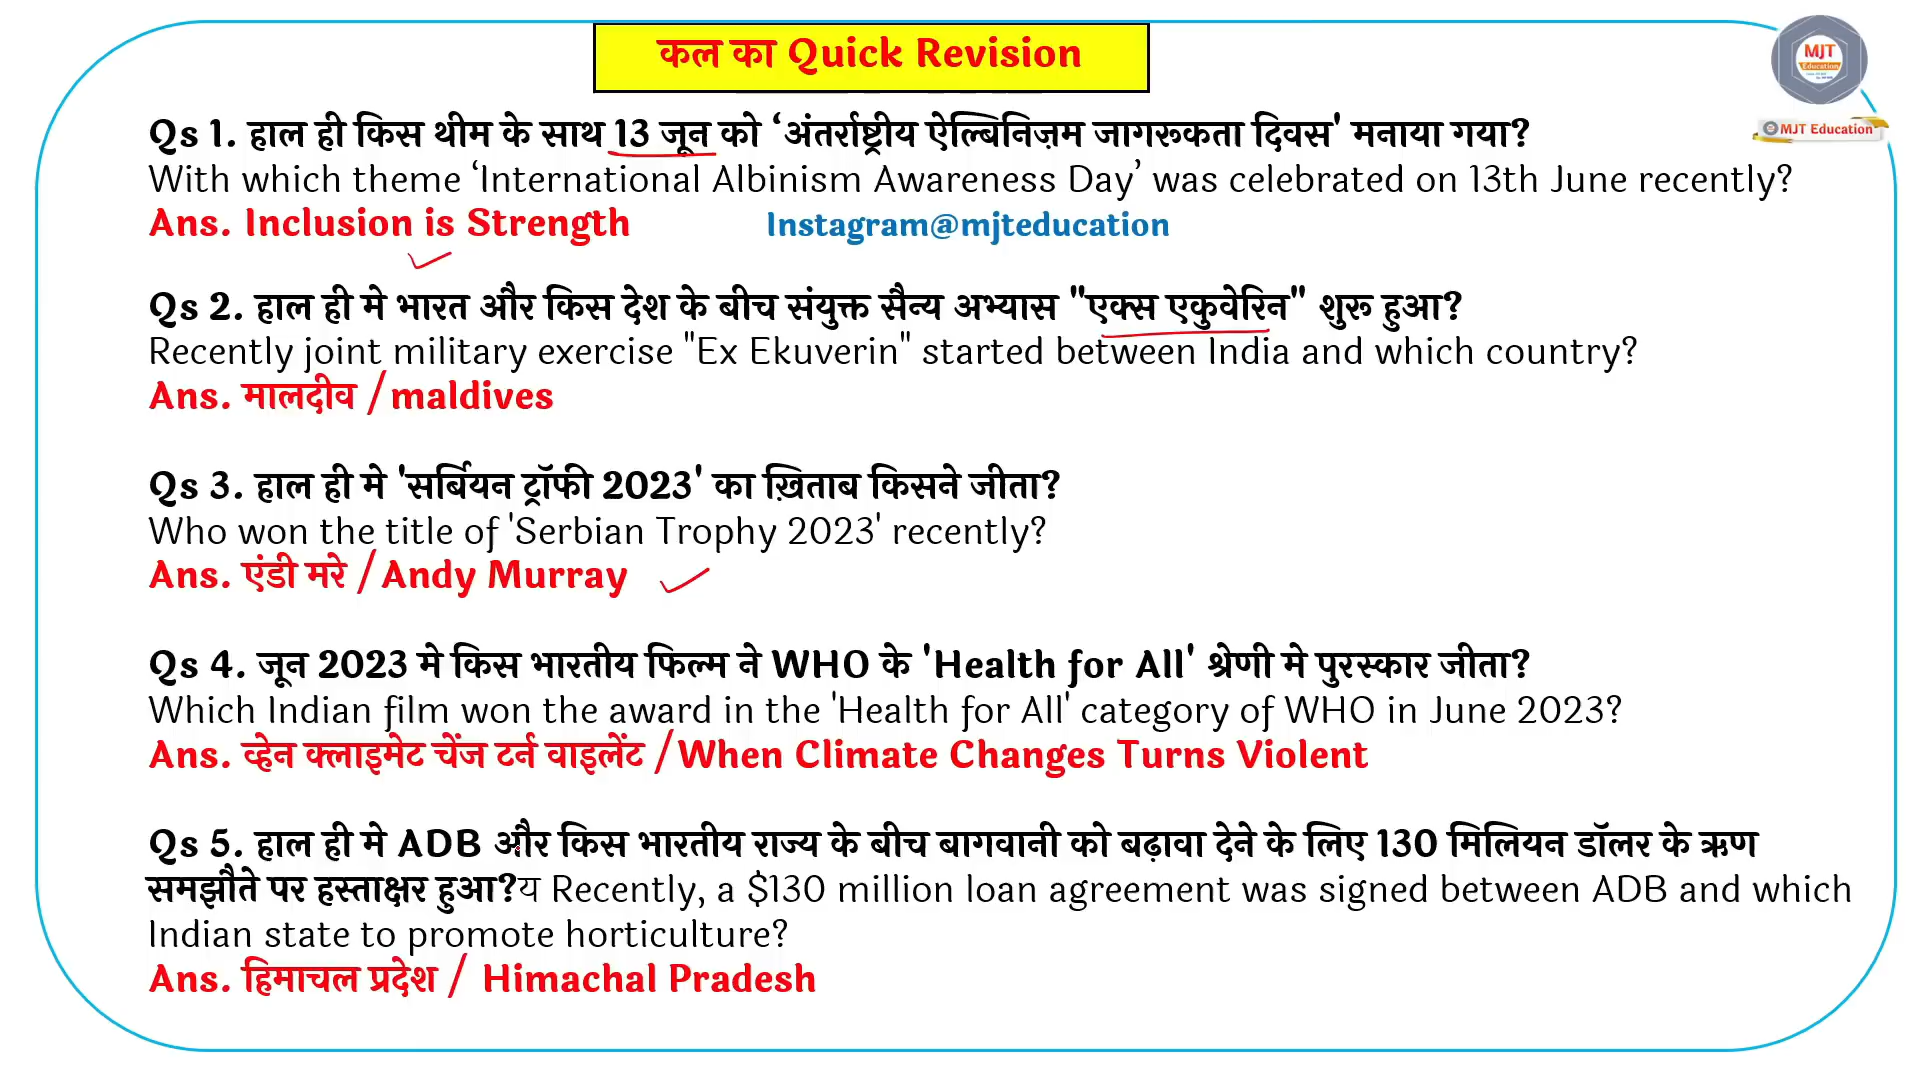 कल का Quick Revision
MJT
Education
MJT Education
Qs 1. हाल ही किस थीम के साथ 13 जून को ‘अंतर्राष्ट्रीय ऐल्बिनिज़म जागरूकता दिवस' मनाया गया?
With which theme ‘International Albinism Awareness Day’ was celebrated on 13th June recently?
Ans. Inclusion is Strength
Instagram@mjteducation
Qs 2. हाल ही मे भारत और किस देश के बीच संयुक्त सैन्य अभ्यास "एक्स एकुवेरिन" शुरू हुआ?
Recently joint military exercise "Ex Ekuverin" started between India and which country?
Ans. मालदीव /maldives
Qs 3. हाल ही मे 'सर्बियन ट्रॉफी 2023' का ख़िताब किसने जीता?
Who won the title of 'Serbian Trophy 2023' recently?
Ans. एंडी मरे /Andy Murray
Qs 4. जून 2023 मे किस भारतीय फिल्म ने WHO के 'Health for All' श्रेणी मे पुरस्कार जीता?
Which Indian film won the award in the 'Health for All' category of WHO in June 2023?
Ans. व्हेन क्लाइमेट चेंज टर्न वाइलेंट /When Climate Changes Turns Violent
Qs 5. हाल ही मे ADB और किस भारतीय राज्य के बीच बागवानी को बढ़ावा देने के लिए 130 मिलियन डॉलर के ऋण
समझौते पर हस्ताक्षर हुआ?य Recently, a $130 million loan agreement was signed between ADB and which
Indian state to promote horticulture?
Ans. हिमाचल प्रदेश / Himachal Pradesh